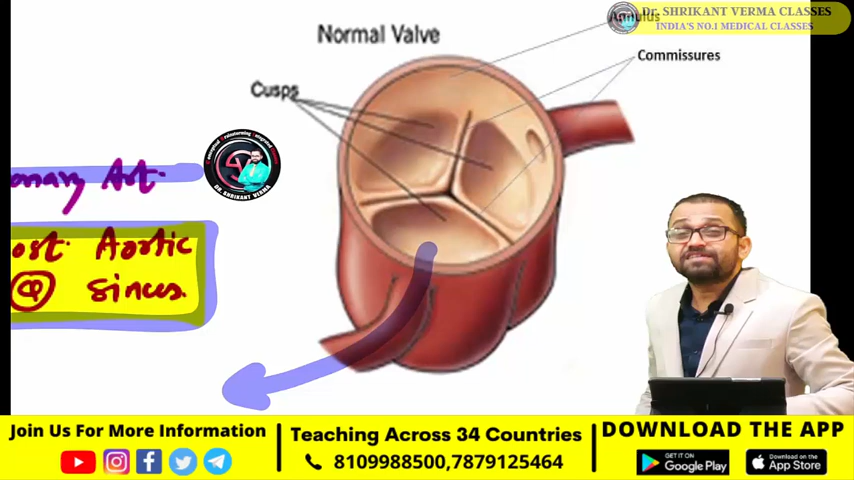 Dr. SHRIKANT VERMA CLASSES
INDIA'S NO.1 MEDICAL CLASSES
Annulus
Normal Valve
Commissures
Cusps
onary Art.
DR. SHRIKANT VERMA
ost. Aortic
Sinus.
Join Us For More Information
Teaching Across 34 Countries
8109988500,7879125464
DOWNLOAD THE APP
GET IT ON
Google Play
Download on the
App Store